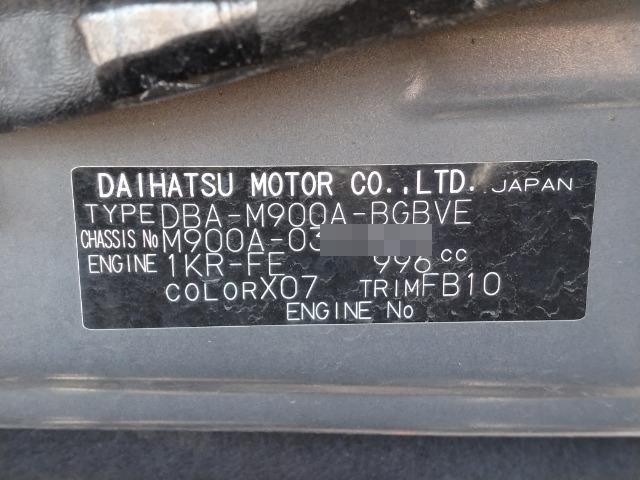 DAIHATSU MOTOR CO.,LTD. JAPAN
TYPE DBA-M900A-BGBVE
CHASSIS No M900A-03
ENGINE 1KR-FE 996 cc
COLOR X07 TRIM FB10
ENGINE No